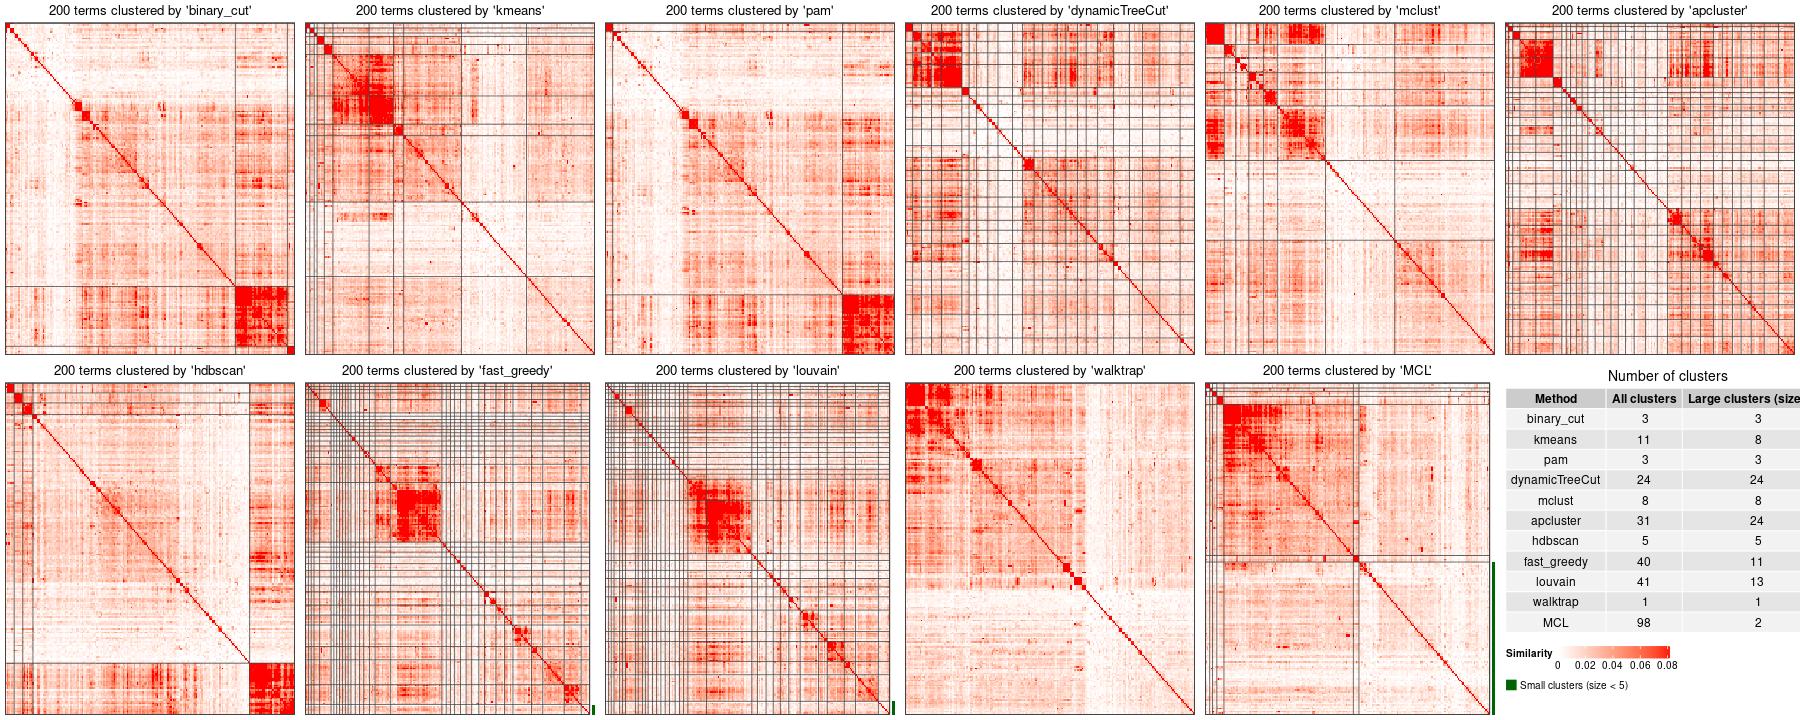 200 terms clustered by 'binary_cut'
200 terms clustered by 'kmeans'
200 terms clustered by 'pam'
200 terms clustered by 'dynamicTreeCut'
200 terms clustered by 'mclust'
200 terms clustered by 'apcluster'
200 terms clustered by 'hdbscan'
200 terms clustered by 'fast_greedy'
200 terms clustered by 'louvain'
200 terms clustered by 'walktrap'
200 terms clustered by 'MCL'
Number of clusters
Method All clusters Large clusters (size
binary_cut 3 3
kmeans 11 8
pam 3 3
dynamicTreeCut 24 24
mclust 8 8
apcluster 31 24
hdbscan 5 5
fast_greedy 40 11
louvain 41 13
walktrap 1 1
MCL 98 2
Similarity
0 0.02 0.04 0.06 0.08
Small clusters (size < 5)